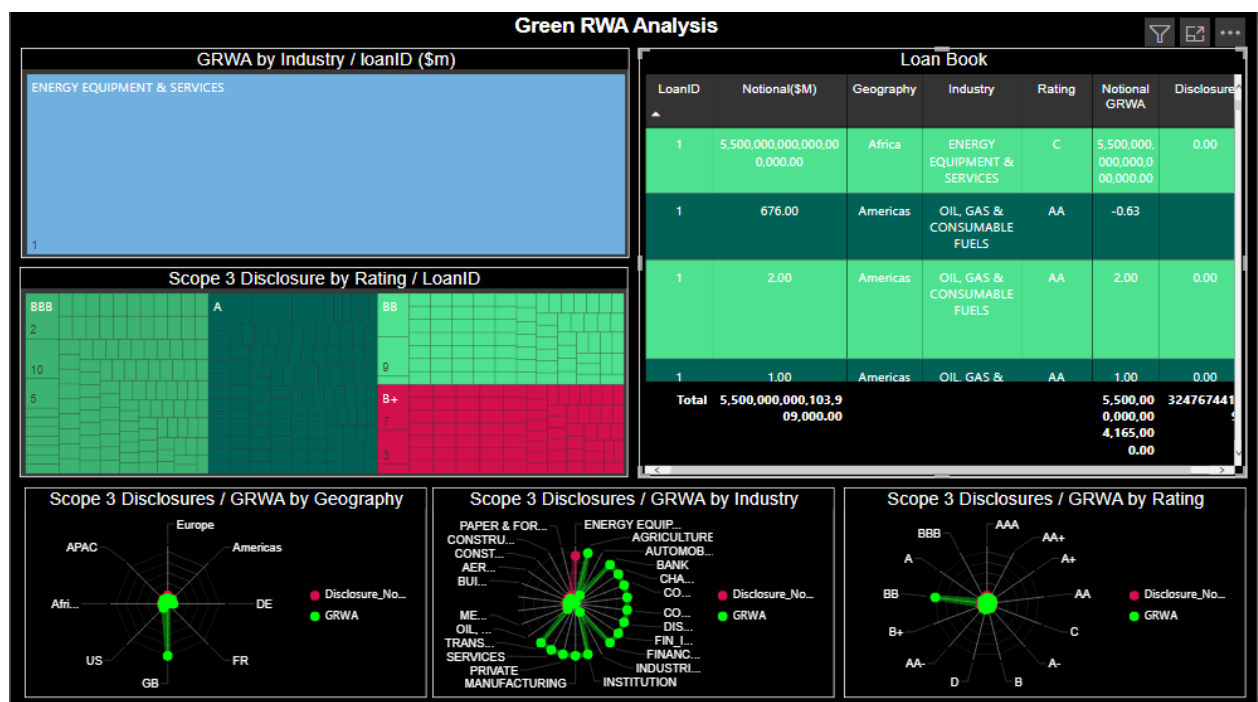 Green RWA Analysis
GRWA by Industry / loanID ($m)
ENERGY EQUIPMENT & SERVICES
1
Loan Book
LoanID
Notional($M)
Geography
Industry
Rating
Notional
GRWA
Disclosure
1
5,500,000,000,000,00
0,000.00
Africa
ENERGY
EQUIPMENT &
SERVICES
C
5,500,000,
000,000,0
00,000.00
0.00
1
676.00
Americas
OIL, GAS &
CONSUMABLE
FUELS
AA
-0.63
1
2.00
Americas
OIL, GAS &
CONSUMABLE
FUELS
AA
2.00
0.00
1
1.00
Americas
OIL, GAS &
AA
1.00
0.00
Total
5,500,000,000,103,9
09,000.00
5,500,00
0,000,00
4,165,00
0.00
324767441
Scope 3 Disclosure by Rating / LoanID
BBB
2
10
6
A
BB
9
B+
7
3
Scope 3 Disclosures / GRWA by Geography
Europe
Americas
DE
FR
GB
US
Afri...
APAC
Disclosure_No...
GRWA
Scope 3 Disclosures / GRWA by Industry
PAPER & FOR...
CONSTRU...
CONST...
AER...
BUI...
ME...
OIL, ...
TRANS...
SERVICES
PRIVATE
MANUFACTURING
ENERGY EQUIP...
AGRICULTURE
AUTOMOB...
BANK
CHA...
CO...
CO...
DIS...
FIN_I...
FINANC...
INDUSTRI...
INSTITUTION
Disclosure_No...
GRWA
Scope 3 Disclosures / GRWA by Rating
AAA
AA+
A+
AA
C
A-
B
D
AA-
B+
BB
A
BBB
Disclosure_No...
GRWA